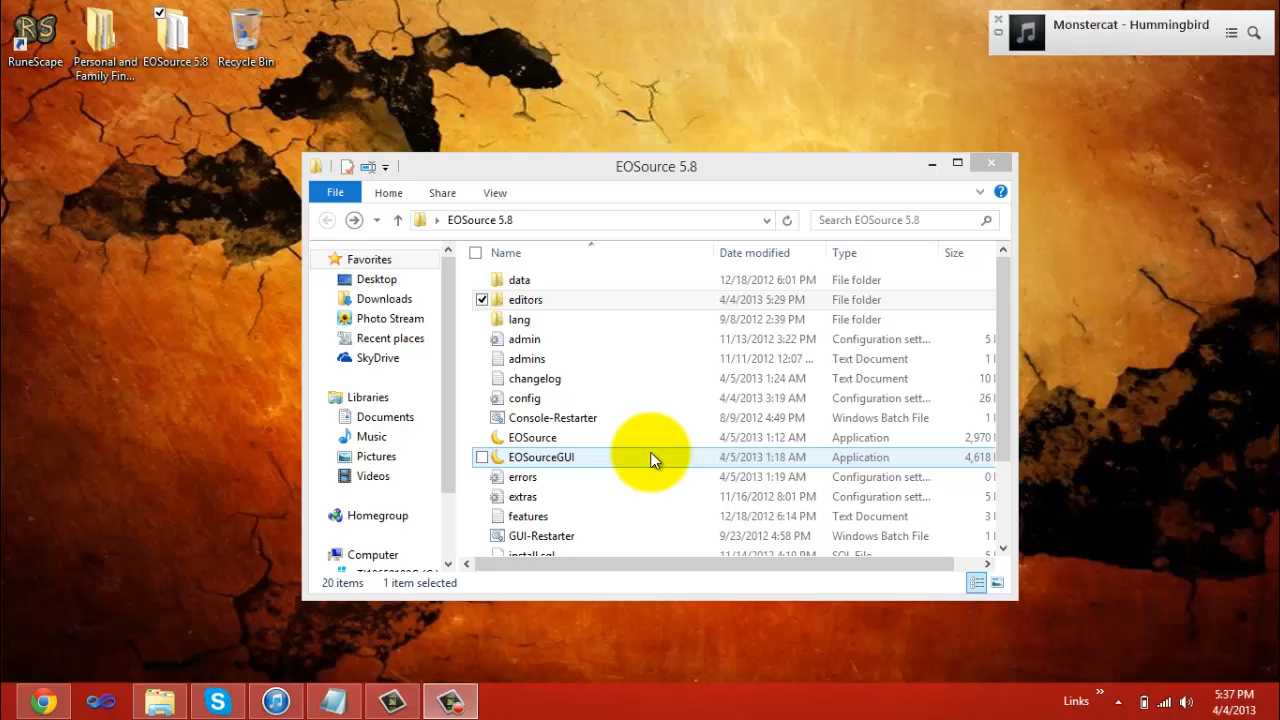 RS
RuneScape
Personal and
Family Fin...
EOSource 5.8
Recycle Bin
Monstercat - Hummingbird
EOSource 5.8
File
Home
Share
View
EOSource 5.8
Search EOSource 5.8
Favorites
Desktop
Downloads
Photo Stream
Recent places
SkyDrive
Libraries
Documents
Music
Pictures
Videos
Homegroup
Computer
Name Date modified Type Size
data 12/18/2012 6:01 PM File folder
editors 4/4/2013 5:29 PM File folder
lang 9/8/2012 2:39 PM File folder
admin 11/13/2012 3:22 PM Configuration sett... 5
admins 11/11/2012 12:07 ... Text Document 1
changelog 4/5/2013 1:24 AM Text Document 10
config 4/4/2013 3:19 AM Configuration sett... 26
Console-Restarter 8/9/2012 4:49 PM Windows Batch File 1
EOSource 4/5/2013 1:12 AM Application 2,970
EOSourceGUI 4/5/2013 1:18 AM Application 4,618
errors 4/5/2013 1:19 AM Configuration sett... 0
extras 11/16/2012 8:01 PM Configuration sett... 5
features 12/18/2012 6:14 PM Text Document 3
GUI-Restarter 9/23/2012 4:58 PM Windows Batch File 1
install.sql 11/14/2012 4:19 PM SQL File 5
20 items 1 item selected
Links
5:37 PM
4/4/2013